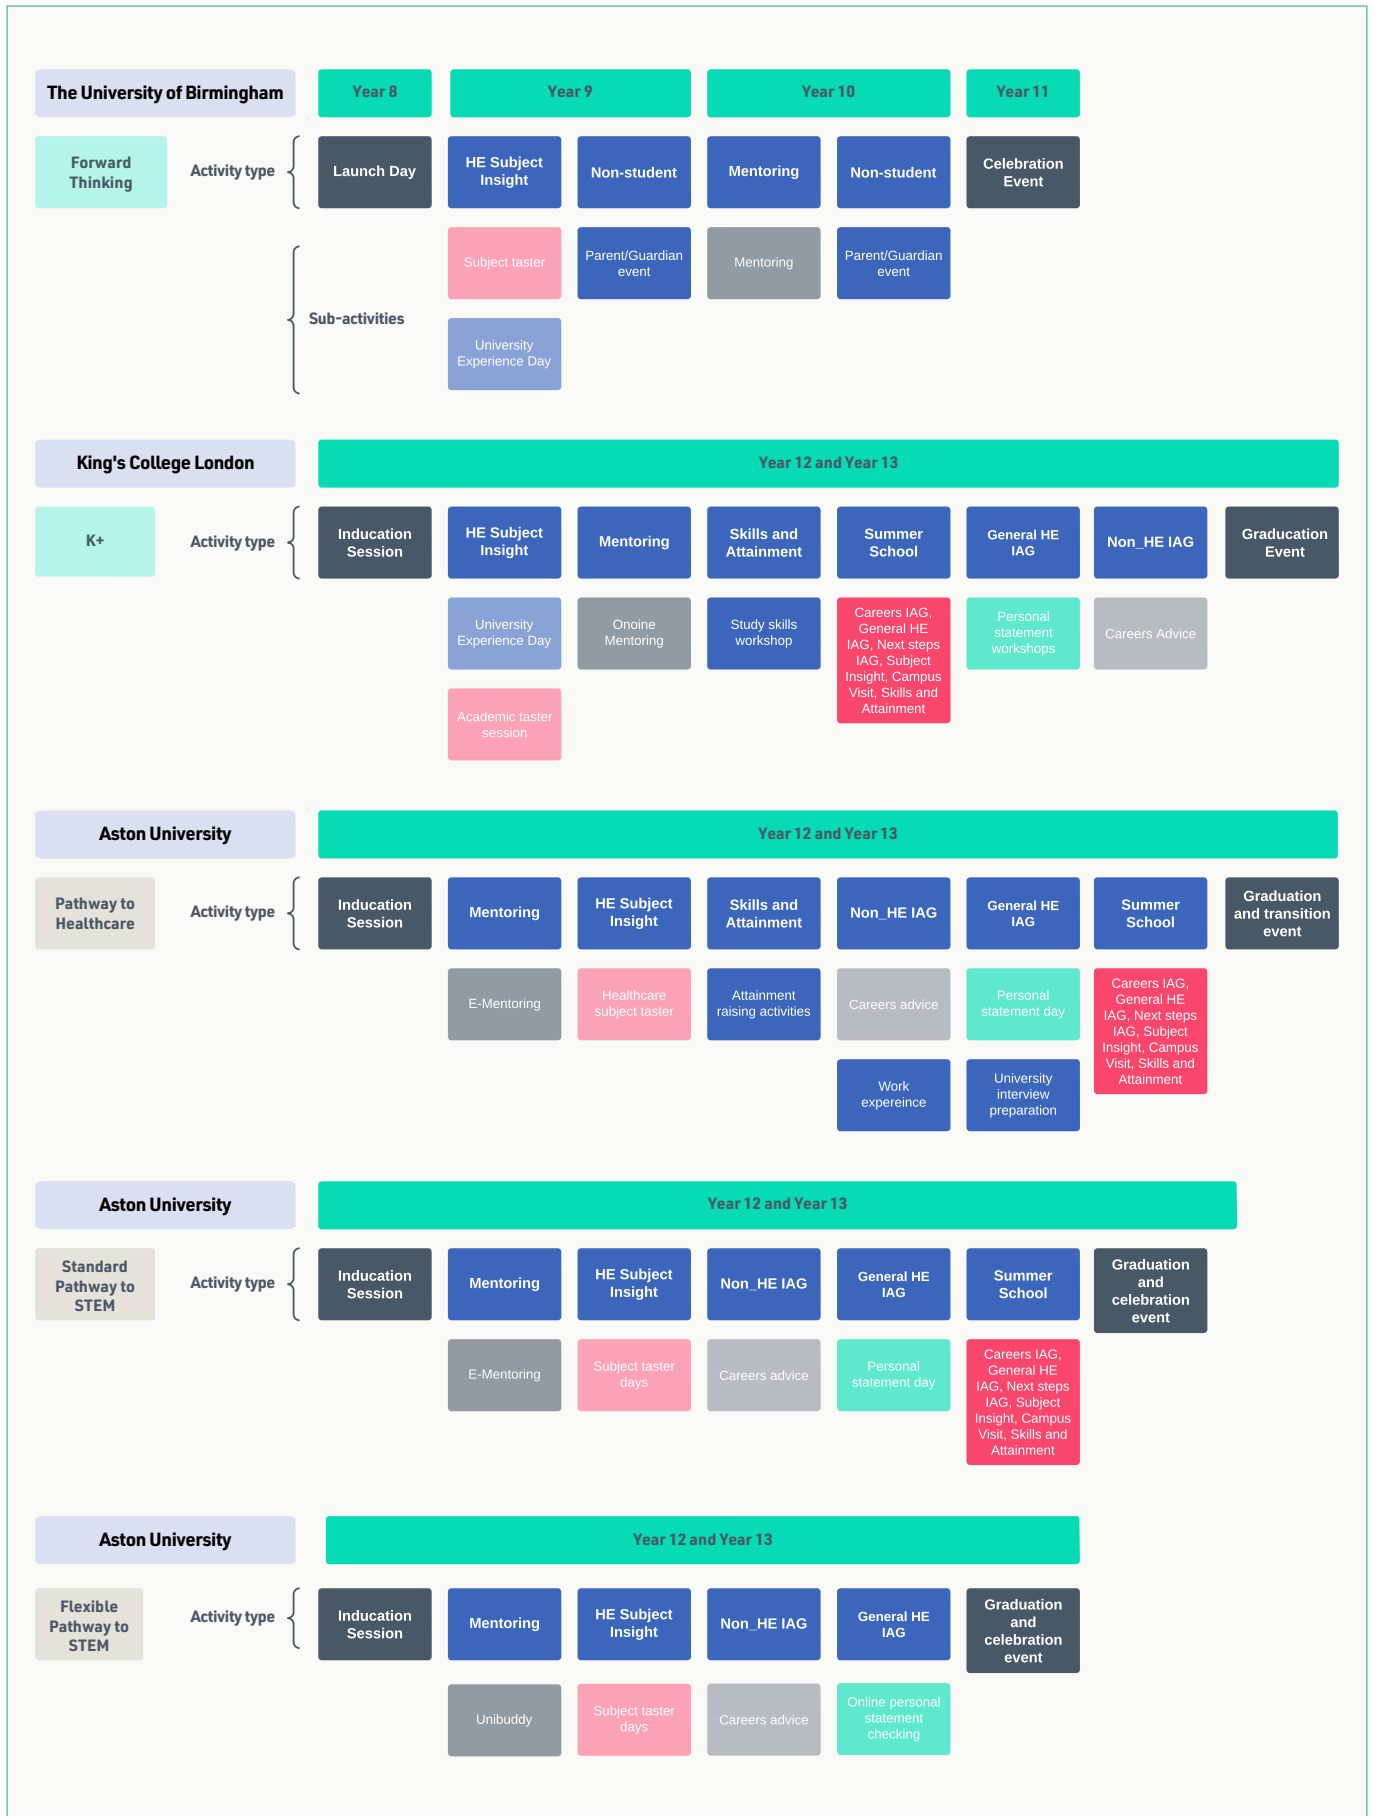 The University of Birmingham
Year 8
Year 9
Year 10
Year 11
Forward
Thinking
Activity type
Launch Day
HE Subject
Insight
Non-student
Mentoring
Non-student
Celebration
Event
Sub-activities
Subject taster
Parent/Guardian
event
Mentoring
Parent/Guardian
event
University
Experience Day
King's College London
Year 12 and Year 13
K+
Activity type
Inducation
Session
HE Subject
Insight
Mentoring
Skills and
Attainment
Summer
School
General HE
IAG
Non_HE IAG
Graducation
Event
University
Experience Day
Onoine
Mentoring
Study skills
workshop
Careers IAG,
General HE
IAG, Next steps
IAG, Subject
Insight, Campus
Visit, Skills and
Attainment
Personal
statement
workshops
Careers Advice
Academic taster
session
Aston University
Year 12 and Year 13
Pathway to
Healthcare
Activity type
Inducation
Session
Mentoring
HE Subject
Insight
Skills and
Attainment
Non_HE IAG
General HE
IAG
Summer
School
Graduation
and transition
event
E-Mentoring
Healthcare
subject taster
Attainment
raising activities
Careers advice
Personal
statement day
Careers IAG,
General HE
IAG, Next steps
IAG, Subject
Insight, Campus
Visit, Skills and
Attainment
Work
expereince
University
interview
preparation
Aston University
Year 12 and Year 13
Standard
Pathway to
STEM
Activity type
Inducation
Session
Mentoring
HE Subject
Insight
Non_HE IAG
General HE
IAG
Summer
School
Graduation
and
celebration
event
E-Mentoring
Subject taster
days
Careers advice
Personal
statement day
Careers IAG,
General HE
IAG, Next steps
IAG, Subject
Insight, Campus
Visit, Skills and
Attainment
Aston University
Year 12 and Year 13
Flexible
Pathway to
STEM
Activity type
Inducation
Session
Mentoring
HE Subject
Insight
Non_HE IAG
General HE
IAG
Graduation
and
celebration
event
Unibuddy
Subject taster
days
Careers advice
Online personal
statement
checking